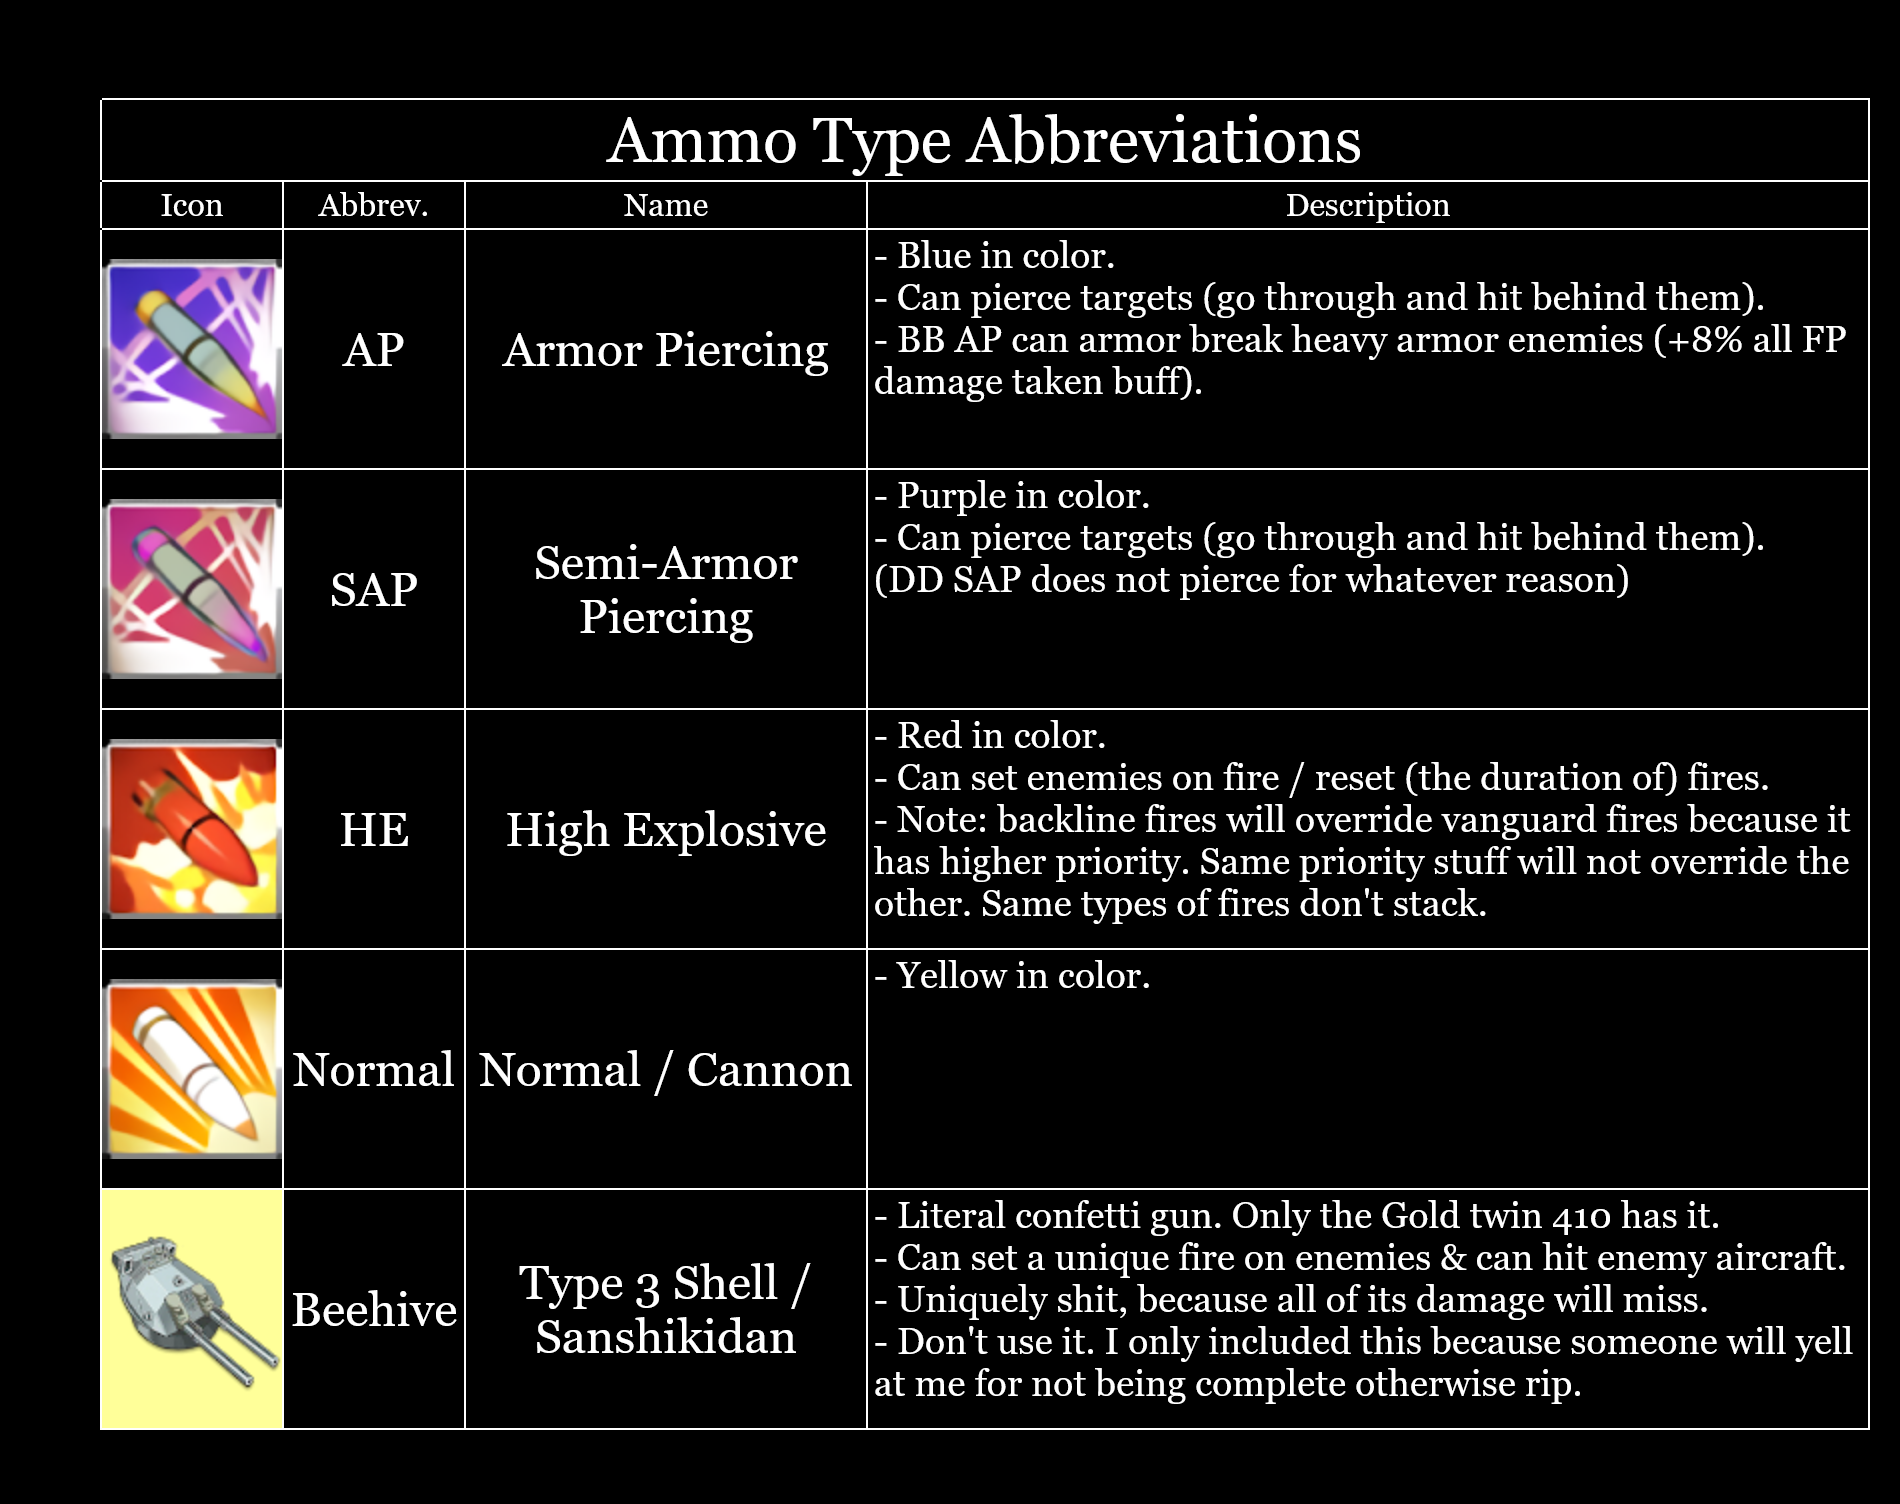 Ammo Type Abbreviations
Icon
Abbrev.
Name
Description
AP
Armor Piercing
- Blue in color.
- Can pierce targets (go through and hit behind them).
- BB AP can armor break heavy armor enemies (+8% all FP
damage taken buff).
SAP
Semi-Armor
Piercing
- Purple in color.
- Can pierce targets (go through and hit behind them).
(DD SAP does not pierce for whatever reason)
HE
High Explosive
- Red in color.
- Can set enemies on fire / reset (the duration of) fires.
- Note: backline fires will override vanguard fires because it
has higher priority. Same priority stuff will not override the
other. Same types of fires don't stack.
Normal
Normal / Cannon
- Yellow in color.
Beehive
Type 3 Shell /
Sanshikidan
- Literal confetti gun. Only the Gold twin 410 has it.
- Can set a unique fire on enemies & can hit enemy aircraft.
- Uniquely shit, because all of its damage will miss.
- Don't use it. I only included this because someone will yell
at me for not being complete otherwise rip.